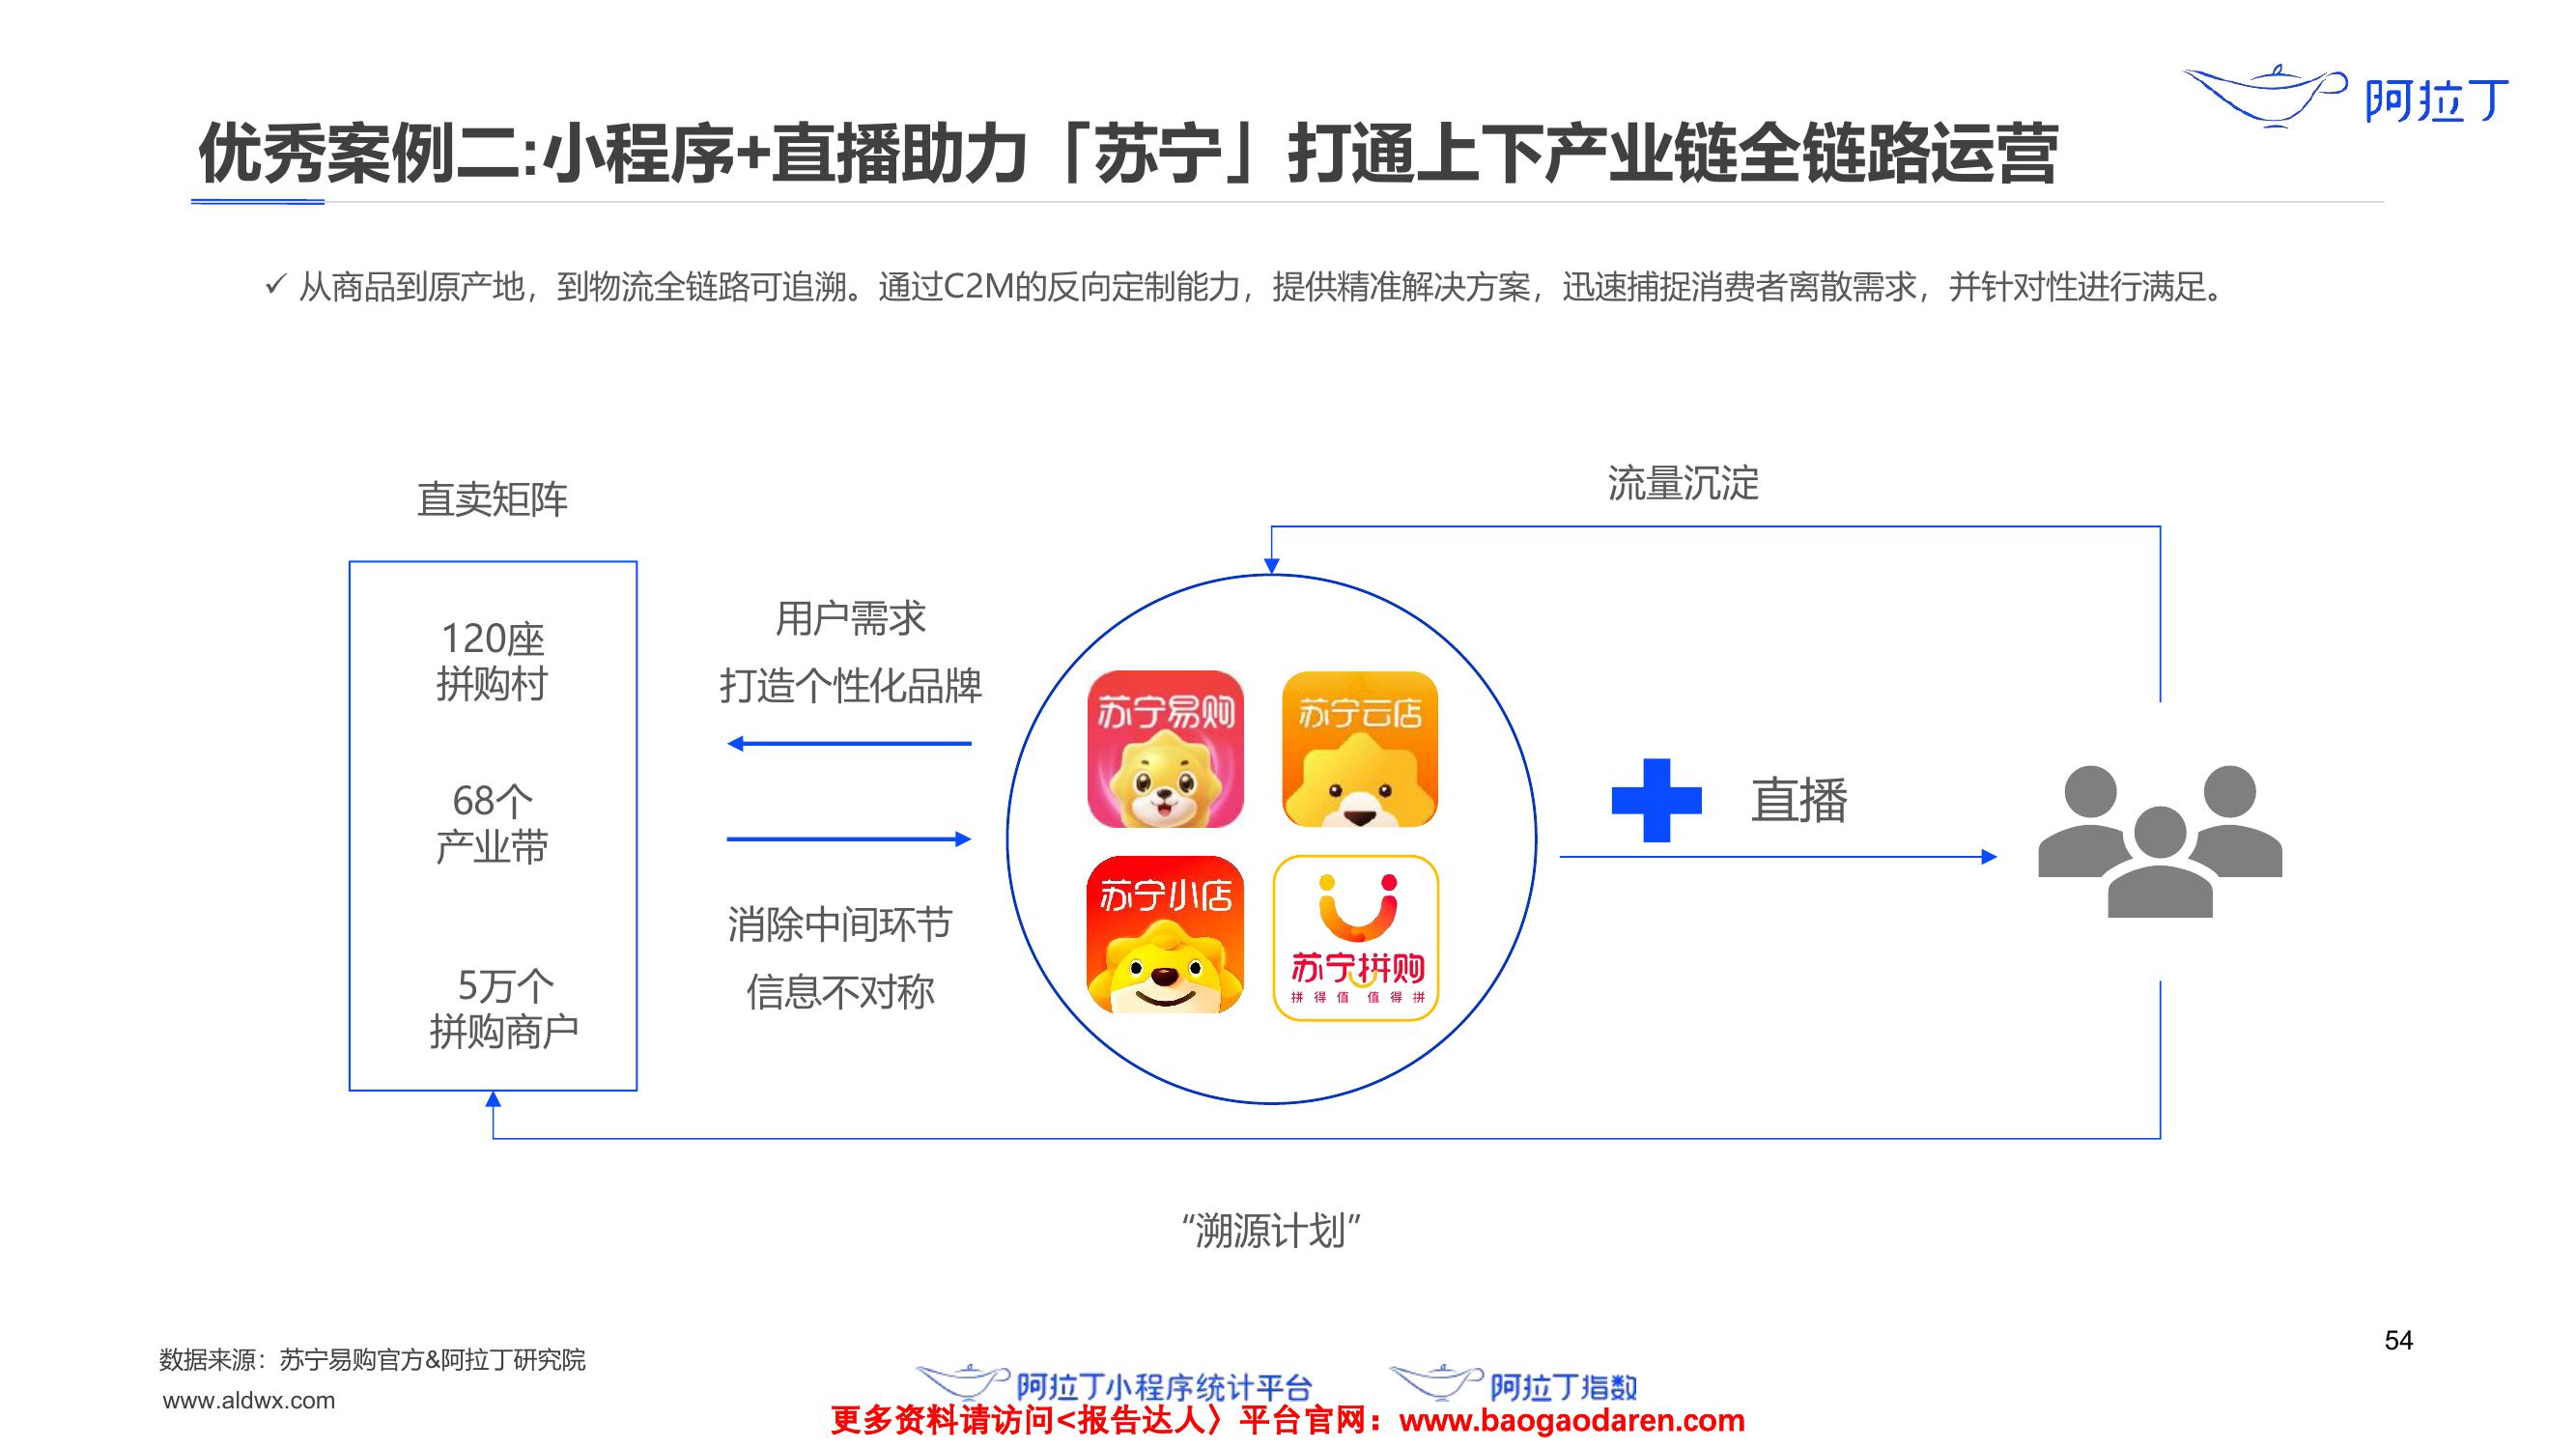 阿拉丁
优秀案例二:小程序+直播助力「苏宁」打通上下产业链全链路运营
✓ 从商品到原产地，到物流全链路可追溯。通过C2M的反向定制能力，提供精准解决方案，迅速捕捉消费者离散需求，并针对性进行满足。
直卖矩阵
120座
拼购村
68个
产业带
5万个
拼购商户
用户需求
打造个性化品牌
消除中间环节
信息不对称
流量沉淀
苏宁易购
苏宁云店
苏宁小店
苏宁拼购
拼得值 值得拼
直播
“溯源计划”
54
数据来源：苏宁易购官方&阿拉丁研究院
www.aldwx.com
阿拉丁小程序统计平台
阿拉丁指数
更多资料请访问<报告达人〉平台官网：www.baogaodaren.com